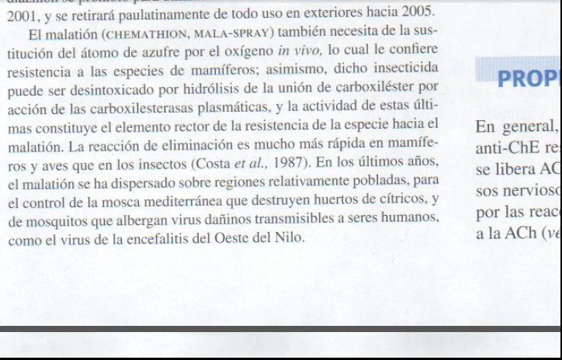 2001, y se retirará paulatinamente de todo uso en exteriores hacia 2005.
El malatión (CHEMATHION, MALA-SPRAY) también necesita de la sus-
titución del átomo de azufre por el oxígeno in vivo, lo cual le confiere
resistencia a las especies de mamíferos; asimismo, dicho insecticida
puede ser desintoxicado por hidrólisis de la unión de carboxiléster por
acción de las carboxilesterasas plasmáticas, y la actividad de estas últi-
mas constituye el elemento rector de la resistencia de la especie hacia el
malatión. La reacción de eliminación es mucho más rápida en mamífe-
ros y aves que en los insectos (Costa et al., 1987). En los últimos años,
el malatión se ha dispersado sobre regiones relativamente pobladas, para
el control de la mosca mediterránea que destruyen huertos de cítricos, y
de mosquitos que albergan virus dañinos transmisibles a seres humanos,
como el virus de la encefalitis del Oeste del Nilo.
PROP
En general,
anti-ChE re
se libera AC
sos nervioso
por las reac
a la ACh (vé